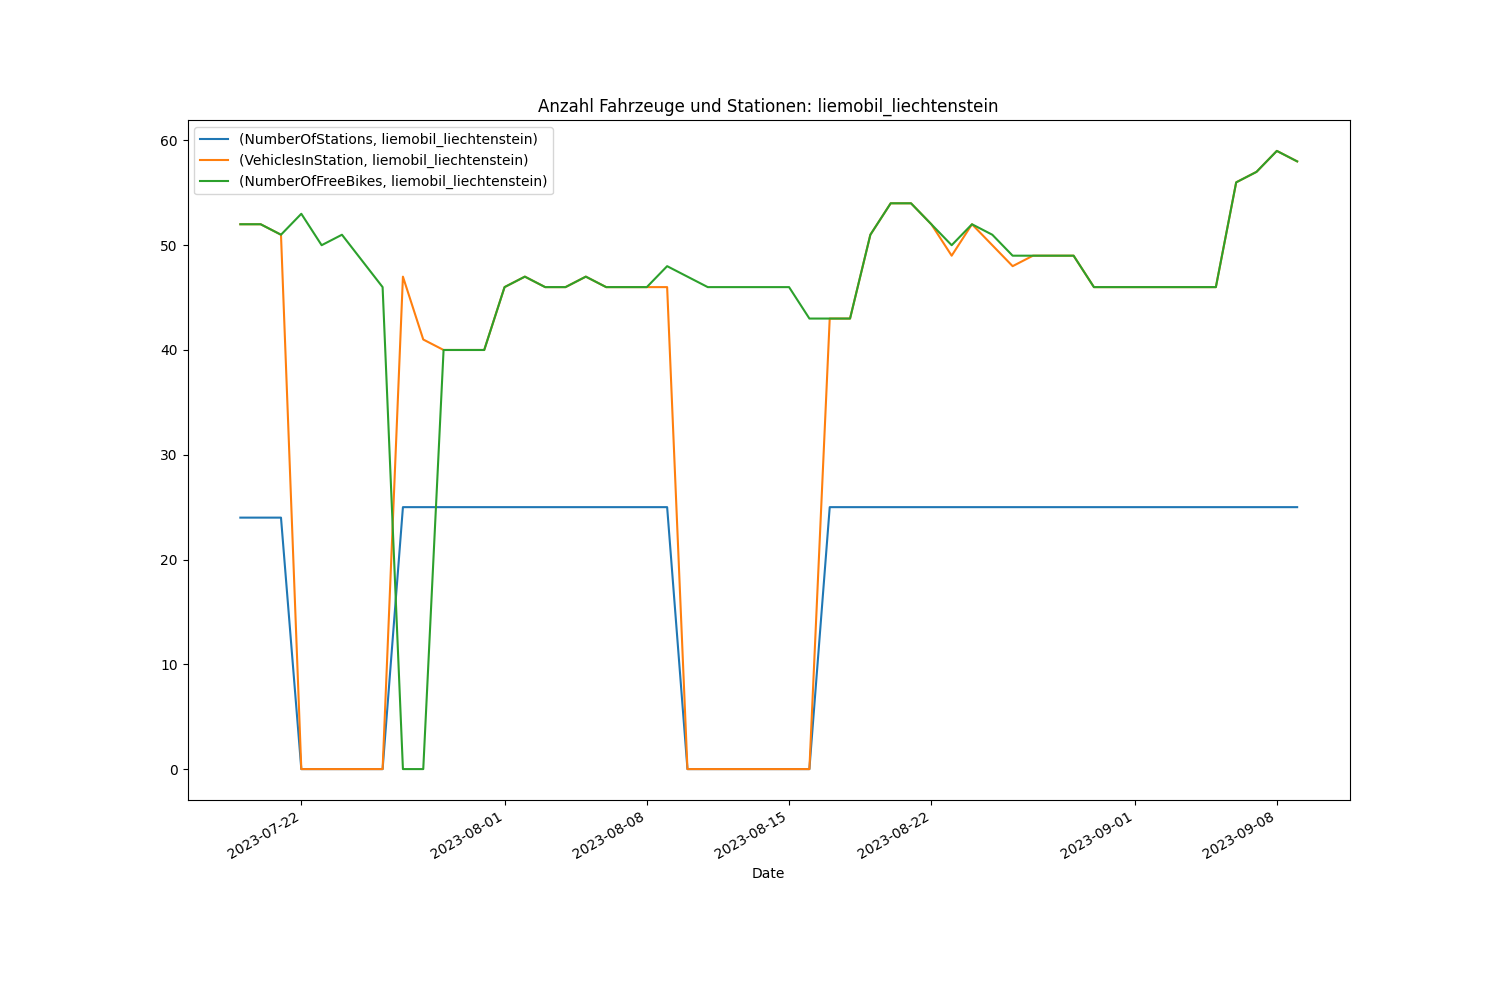 Anzahl Fahrzeuge und Stationen: liemobil_liechtenstein
(NumberOfStations, liemobil_liechtenstein)
(VehiclesInStation, liemobil_liechtenstein)
(NumberOfFreeBikes, liemobil_liechtenstein)
60
50
40
30
20
10
0
2023-07-22
2023-08-01
2023-08-08
2023-08-15
2023-08-22
2023-09-01
2023-09-08
Date